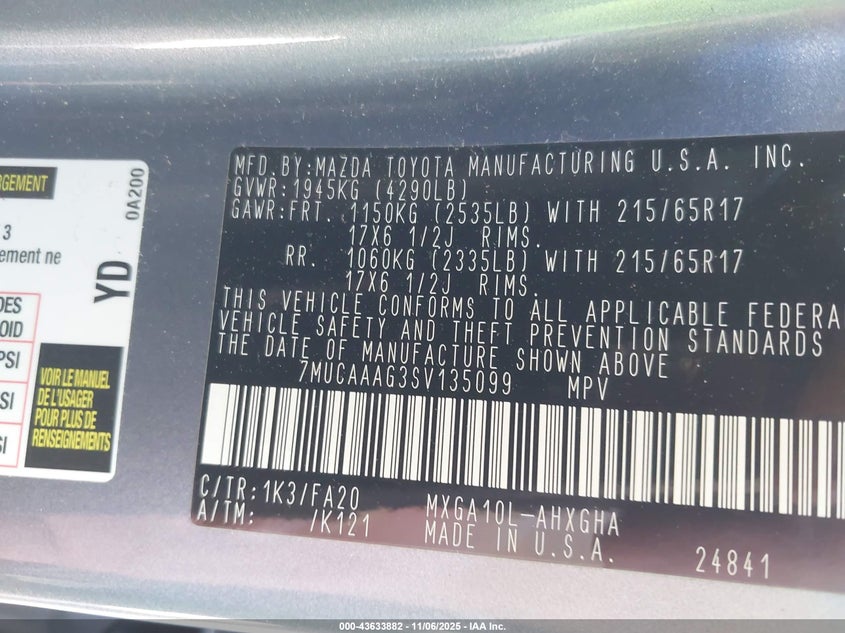 RGEMENT
3
ement ne
0A200
YD
DES
OID
PSI
SI
SI
VOIR LE MANUEL
DE L'USAGER
POUR PLUS DE
RENSEIGNEMENTS
MFD.BY:MAZDA TOYOTA MANUFACTURING U.S.A. INC.
GVWR:1945KG (4290LB)
GAWR:FRT. 1150KG (2535LB) WITH 215/65R17
17X6 1/2J RIMS.
RR. 1060KG (2335LB) WITH 215/65R17
17X6 1/2J RIMS.
THIS VEHICLE CONFORMS TO ALL APPLICABLE FEDERA
VEHICLE SAFETY AND THEFT PREVENTION STANDARDS
THE DATE OF MANUFACTURE SHOWN ABOVE
7MUCAAAG3SV135099 MPV
C/TR:1K3/FA20 MXGA10L-AHXGHA
A/TM: /K121 MADE IN U.S.A.
24841
000-43633882 — 11/06/2025 — IAA Inc.